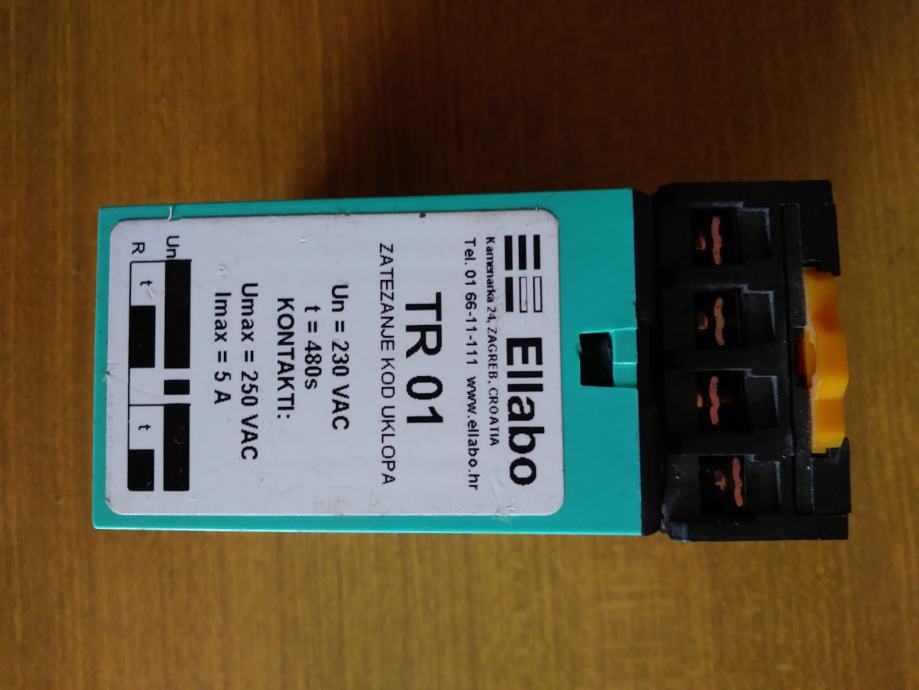 Ellabo
Kamenarka 24, ZAGREB, CROATIA
Tel. 01 66-11-111 www.ellabo.hr
TR 01
ZATEZANJE KOD UKLOPA
Un = 230 VAC
t = 480s
KONTAKTI:
Umax = 250 VAC
Imax = 5 A
Un
R t t